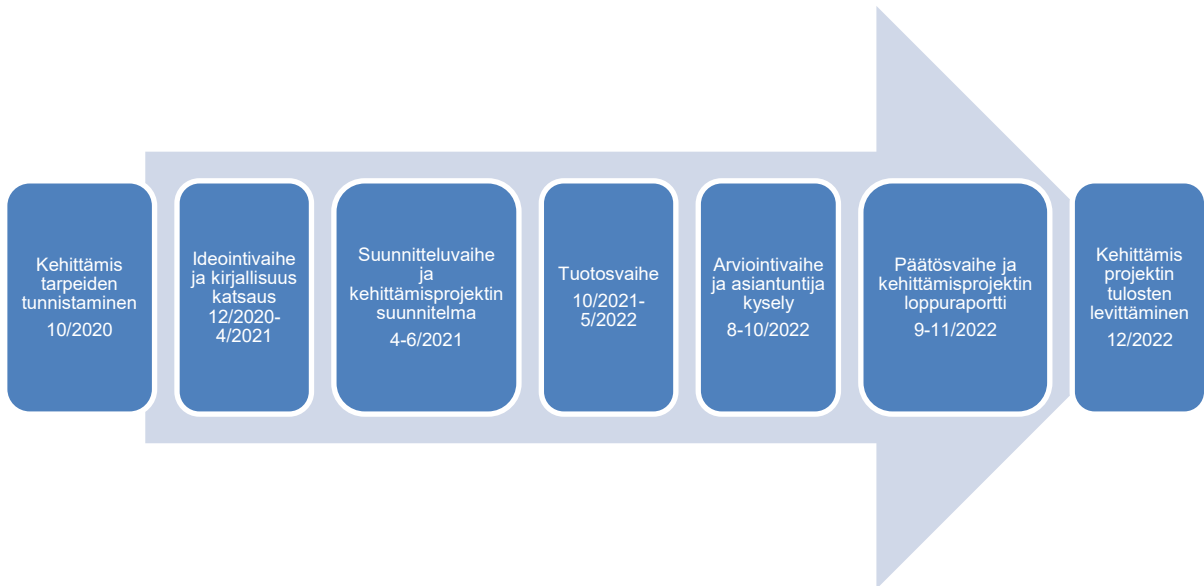 Kehittämis
tarpeiden
tunnistaminen
10/2020
Ideointivaihe
ja kirjallisuus
katsaus
12/2020-
4/2021
Suunnitteluvaihe
ja
kehittämisprojektin
suunnitelma
4-6/2021
Tuotosvaihe
10/2021-
5/2022
Arviointivaihe
ja asiantuntija
kysely
8-10/2022
Päätösvaihe ja
kehittämisprojektin
loppuraportti
9-11/2022
Kehittämis
projektin
tulosten
levittäminen
12/2022